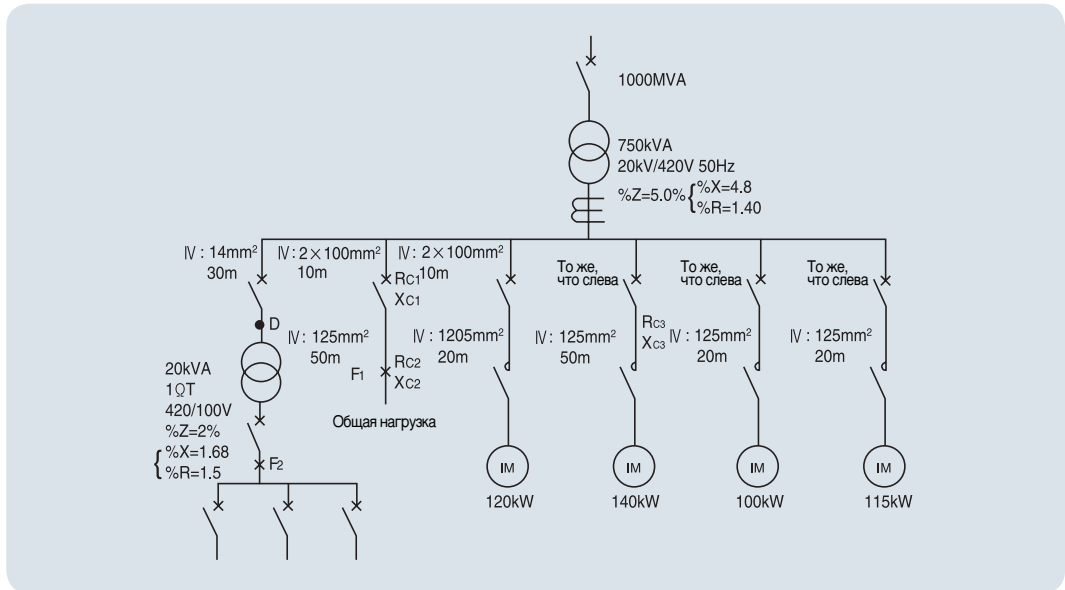 1000MVA
750kVA
20kV/420V 50Hz
%Z=5.0% { %X=4.8
%R=1.40
IV : 14mm²
30m
IV : 2×100mm²
10m
IV : 2×100mm²
10m
RC1
XC1
То же,
что слева
То же,
что слева
То же,
что слева
D
IV : 125mm²
50m
IV : 1205mm²
20m
IV : 125mm²
50m
RC3
XC3
IV : 125mm²
20m
IV : 125mm²
20m
F1
RC2
XC2
Общая нагрузка
20kVA
1ΩT
420/100V
%Z=2%
{ %X=1.68
%R=1.5
F2
IM
120kW
IM
140kW
IM
100kW
IM
115kW